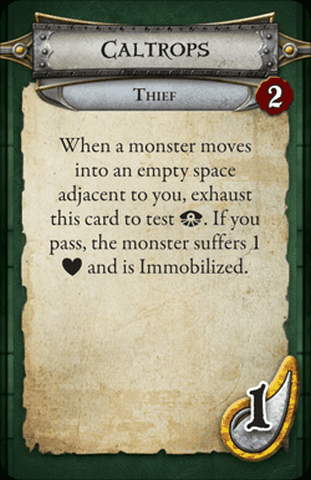 Caltrops
Thief
2
When a monster moves
into an empty space
adjacent to you, exhaust
this card to test . If you
pass, the monster suffers 1
and is Immobilized.
1